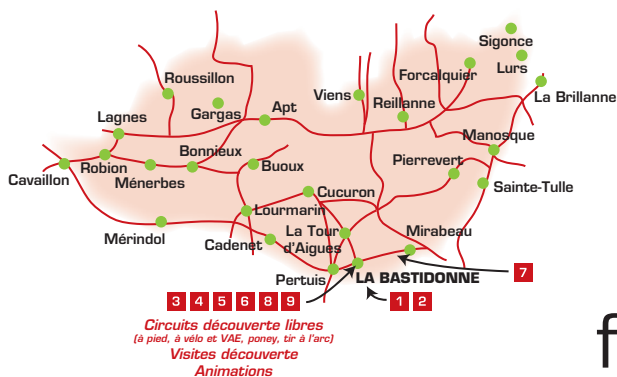 Sigonce
Forcalquier
Lurs
Roussillon
Viens
Reillanne
La Brillanne
Gargas
Apt
Lagnes
Manosque
Robion
Bonnieux
Buoux
Pierrevert
Cavaillon
Ménerbes
Cucuron
Sainte-Tulle
Lourmarin
La Tour
d'Aigues
Mirabeau
Mérindol
Cadenet
Pertuis
LA BASTIDONNE
7
3 4 5 6 8 9
1 2
Circuits découverte libres
(à pied, à vélo et VAE, poney, tir à l'arc)
Visites découverte
Animations
f